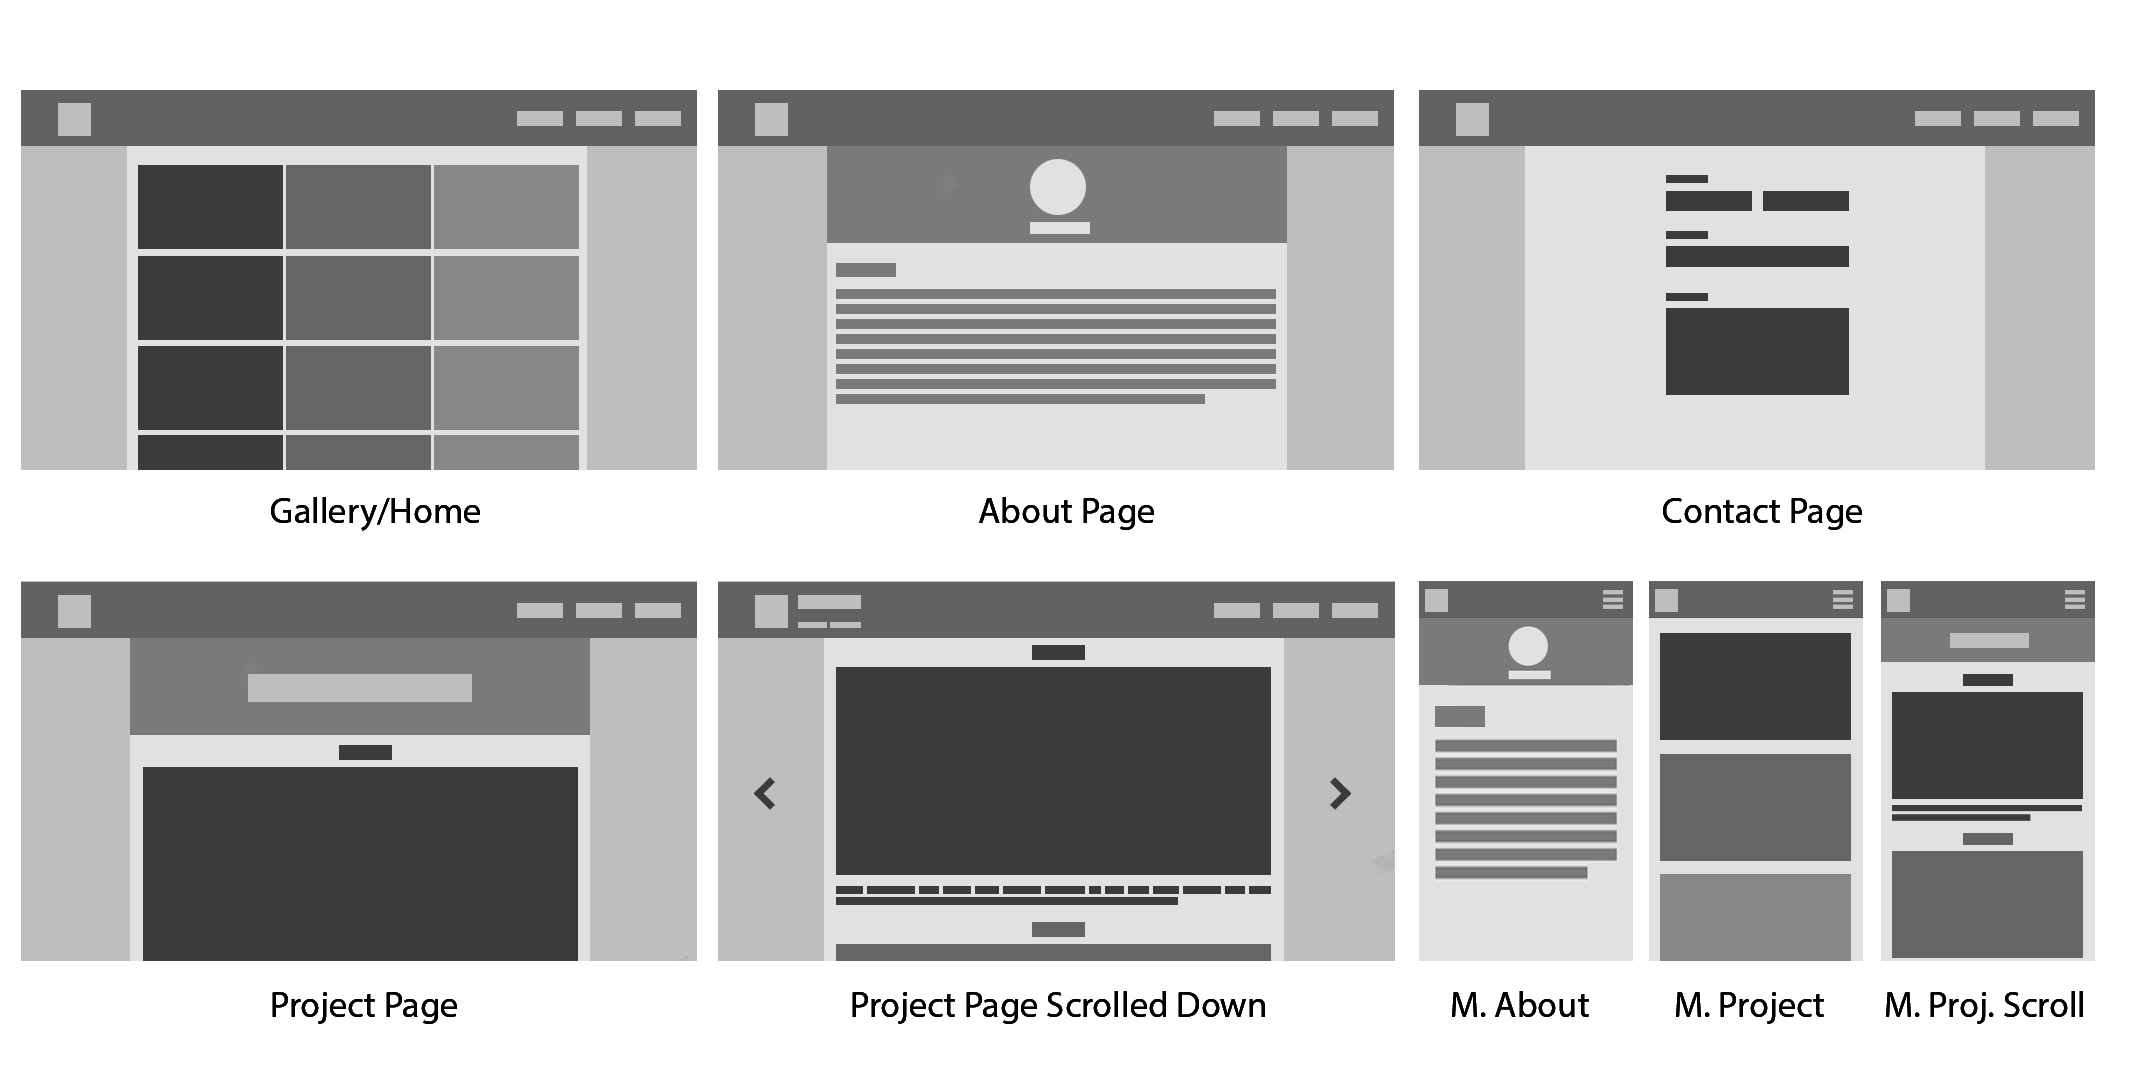 Gallery/Home
About Page
Contact Page
Project Page
Project Page Scrolled Down
M. About
M. Project
M. Proj. Scroll